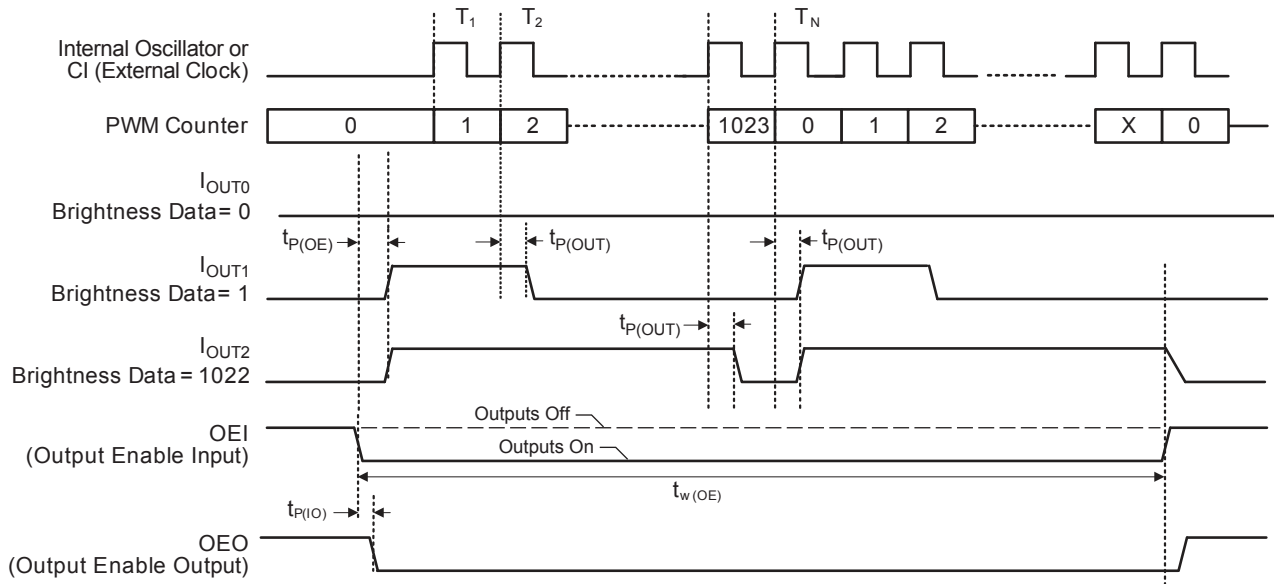 T1 T2 TN
Internal Oscillator or
CI (External Clock)
PWM Counter 0 1 2 1023 0 1 2 X 0
IOUT0
Brightness Data= 0
tP(OE) tP(OUT) tP(OUT)
IOUT1
Brightness Data= 1
tP(OUT)
IOUT2
Brightness Data = 1022
Outputs Off
OEI
(Output Enable Input)
Outputs On
tw(OE)
tP(IO)
OEO
(Output Enable Output)